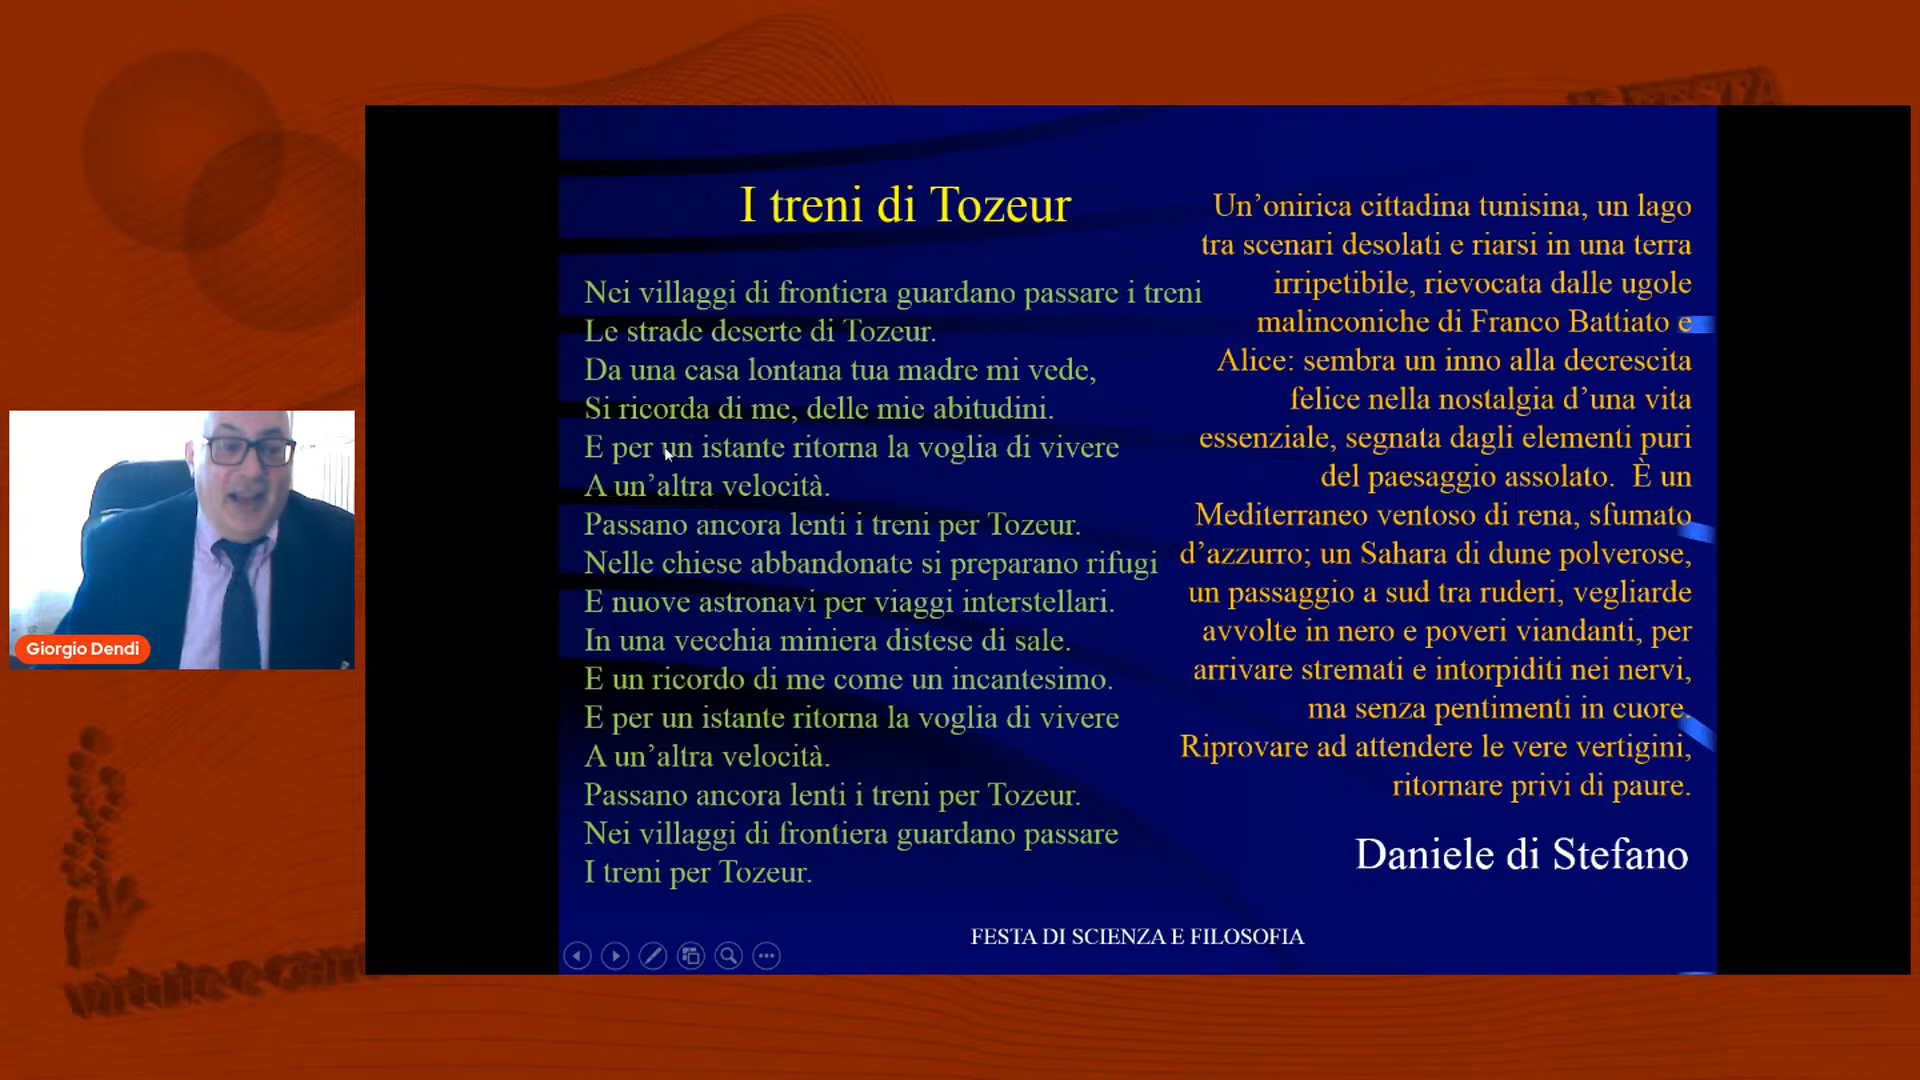 I treni di Tozeur
Nei villaggi di frontiera guardano passare i treni
Le strade deserte di Tozeur.
Da una casa lontana tua madre mi vede,
Si ricorda di me, delle mie abitudini.
E per un istante ritorna la voglia di vivere
A un’altra velocità.
Passano ancora lenti i treni per Tozeur.
Nelle chiese abbandonate si preparano rifugi
E nuove astronavi per viaggi interstellari.
In una vecchia miniera distese di sale.
E un ricordo di me come un incantesimo.
E per un istante ritorna la voglia di vivere
A un’altra velocità.
Passano ancora lenti i treni per Tozeur.
Nei villaggi di frontiera guardano passare
I treni per Tozeur.
Un’onirica cittadina tunisina, un lago
tra scenari desolati e riarsi in una terra
irripetibile, rievocata dalle ugole
malinconiche di Franco Battiato e
Alice: sembra un inno alla decrescita
felice nella nostalgia d’una vita
essenziale, segnata dagli elementi puri
del paesaggio assolato. È un
Mediterraneo ventoso di rena, sfumato
d’azzurro; un Sahara di dune polverose,
un passaggio a sud tra ruderi, vegliarde
avvolte in nero e poveri viandanti, per
arrivare stremati e intorpiditi nei nervi,
ma senza pentimenti in cuore.
Riprovare ad attendere le vere vertigini,
ritornare privi di paure.
Daniele di Stefano
FESTA DI SCIENZA E FILOSOFIA
Giorgio Dendi